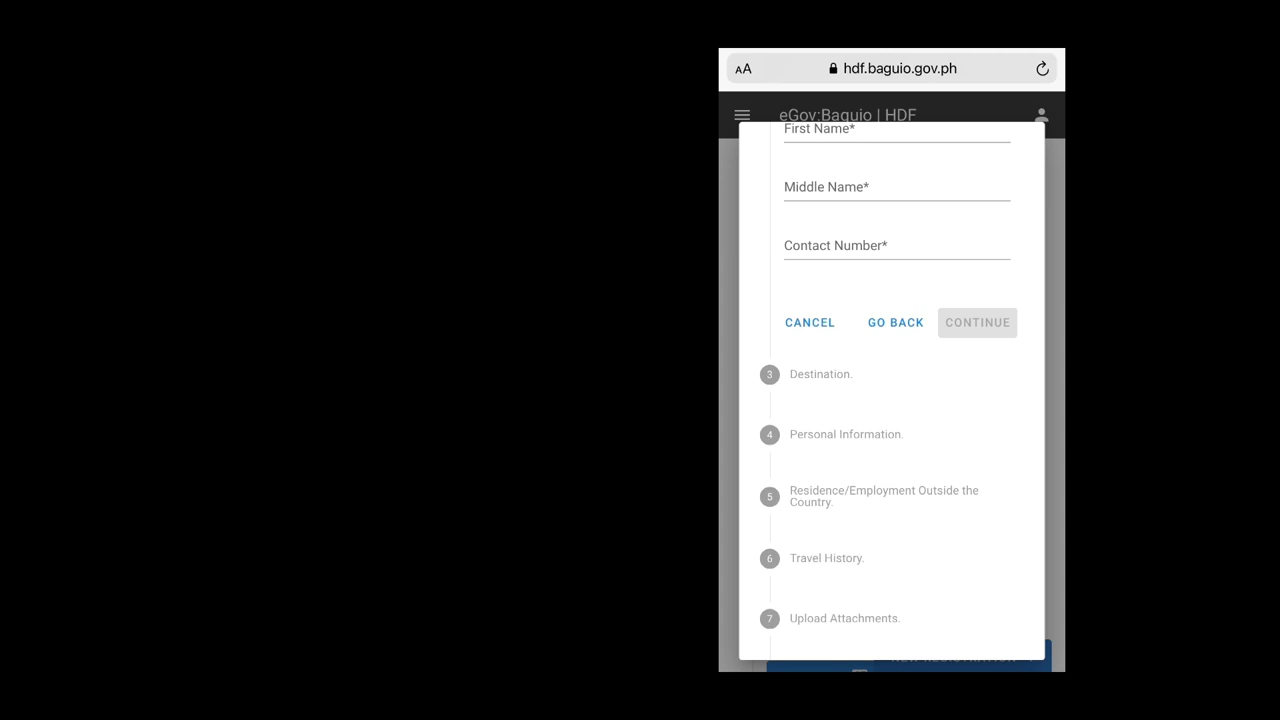 AA hdf.baguio.gov.ph
eGov:Baguio | HDF
First Name*
Middle Name*
Contact Number*
CANCEL GO BACK CONTINUE
3 Destination.
4 Personal Information.
5 Residence/Employment Outside the
Country.
6 Travel History.
7 Upload Attachments.